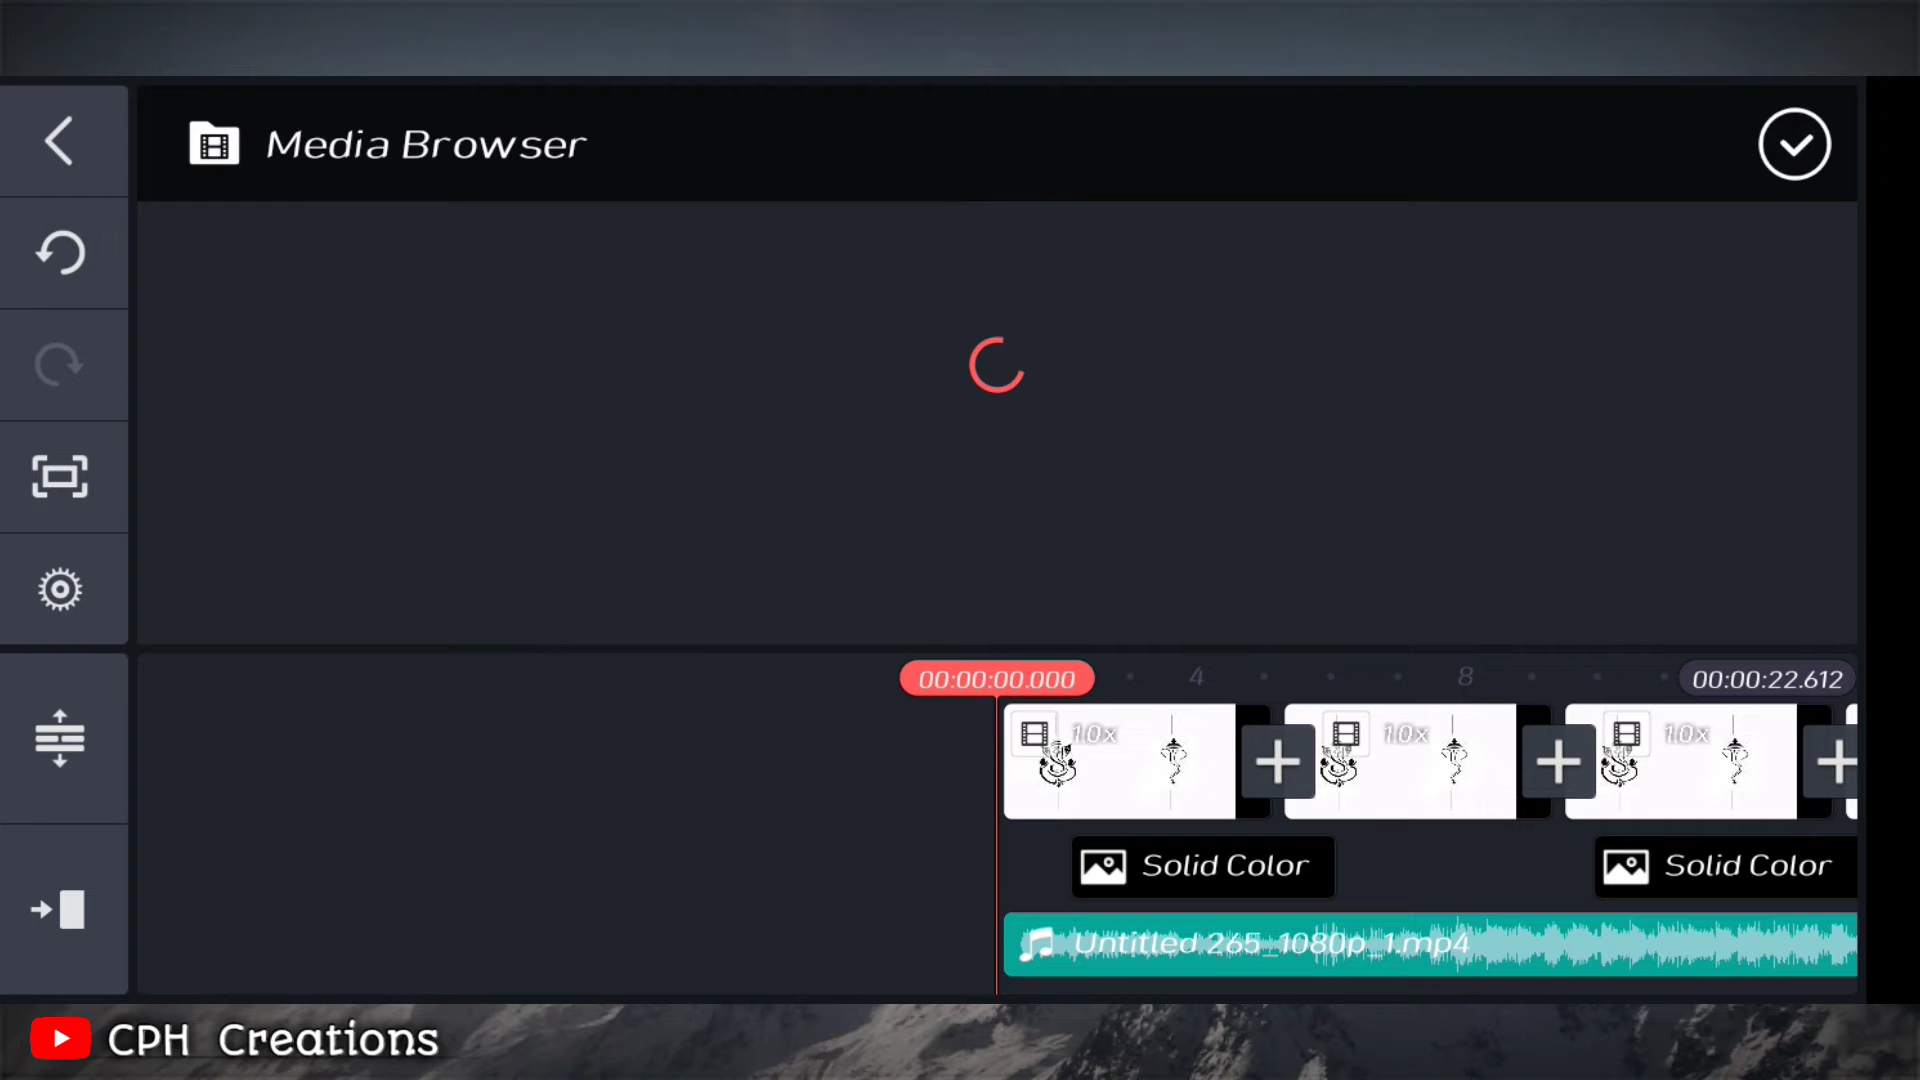 Media Browser
00:00:00.000
4
8
00:00:22.612
1.0x
1.0x
1.0x
Solid Color
Solid Color
Untitled 265_1080p_1.mp4
CPH Creations